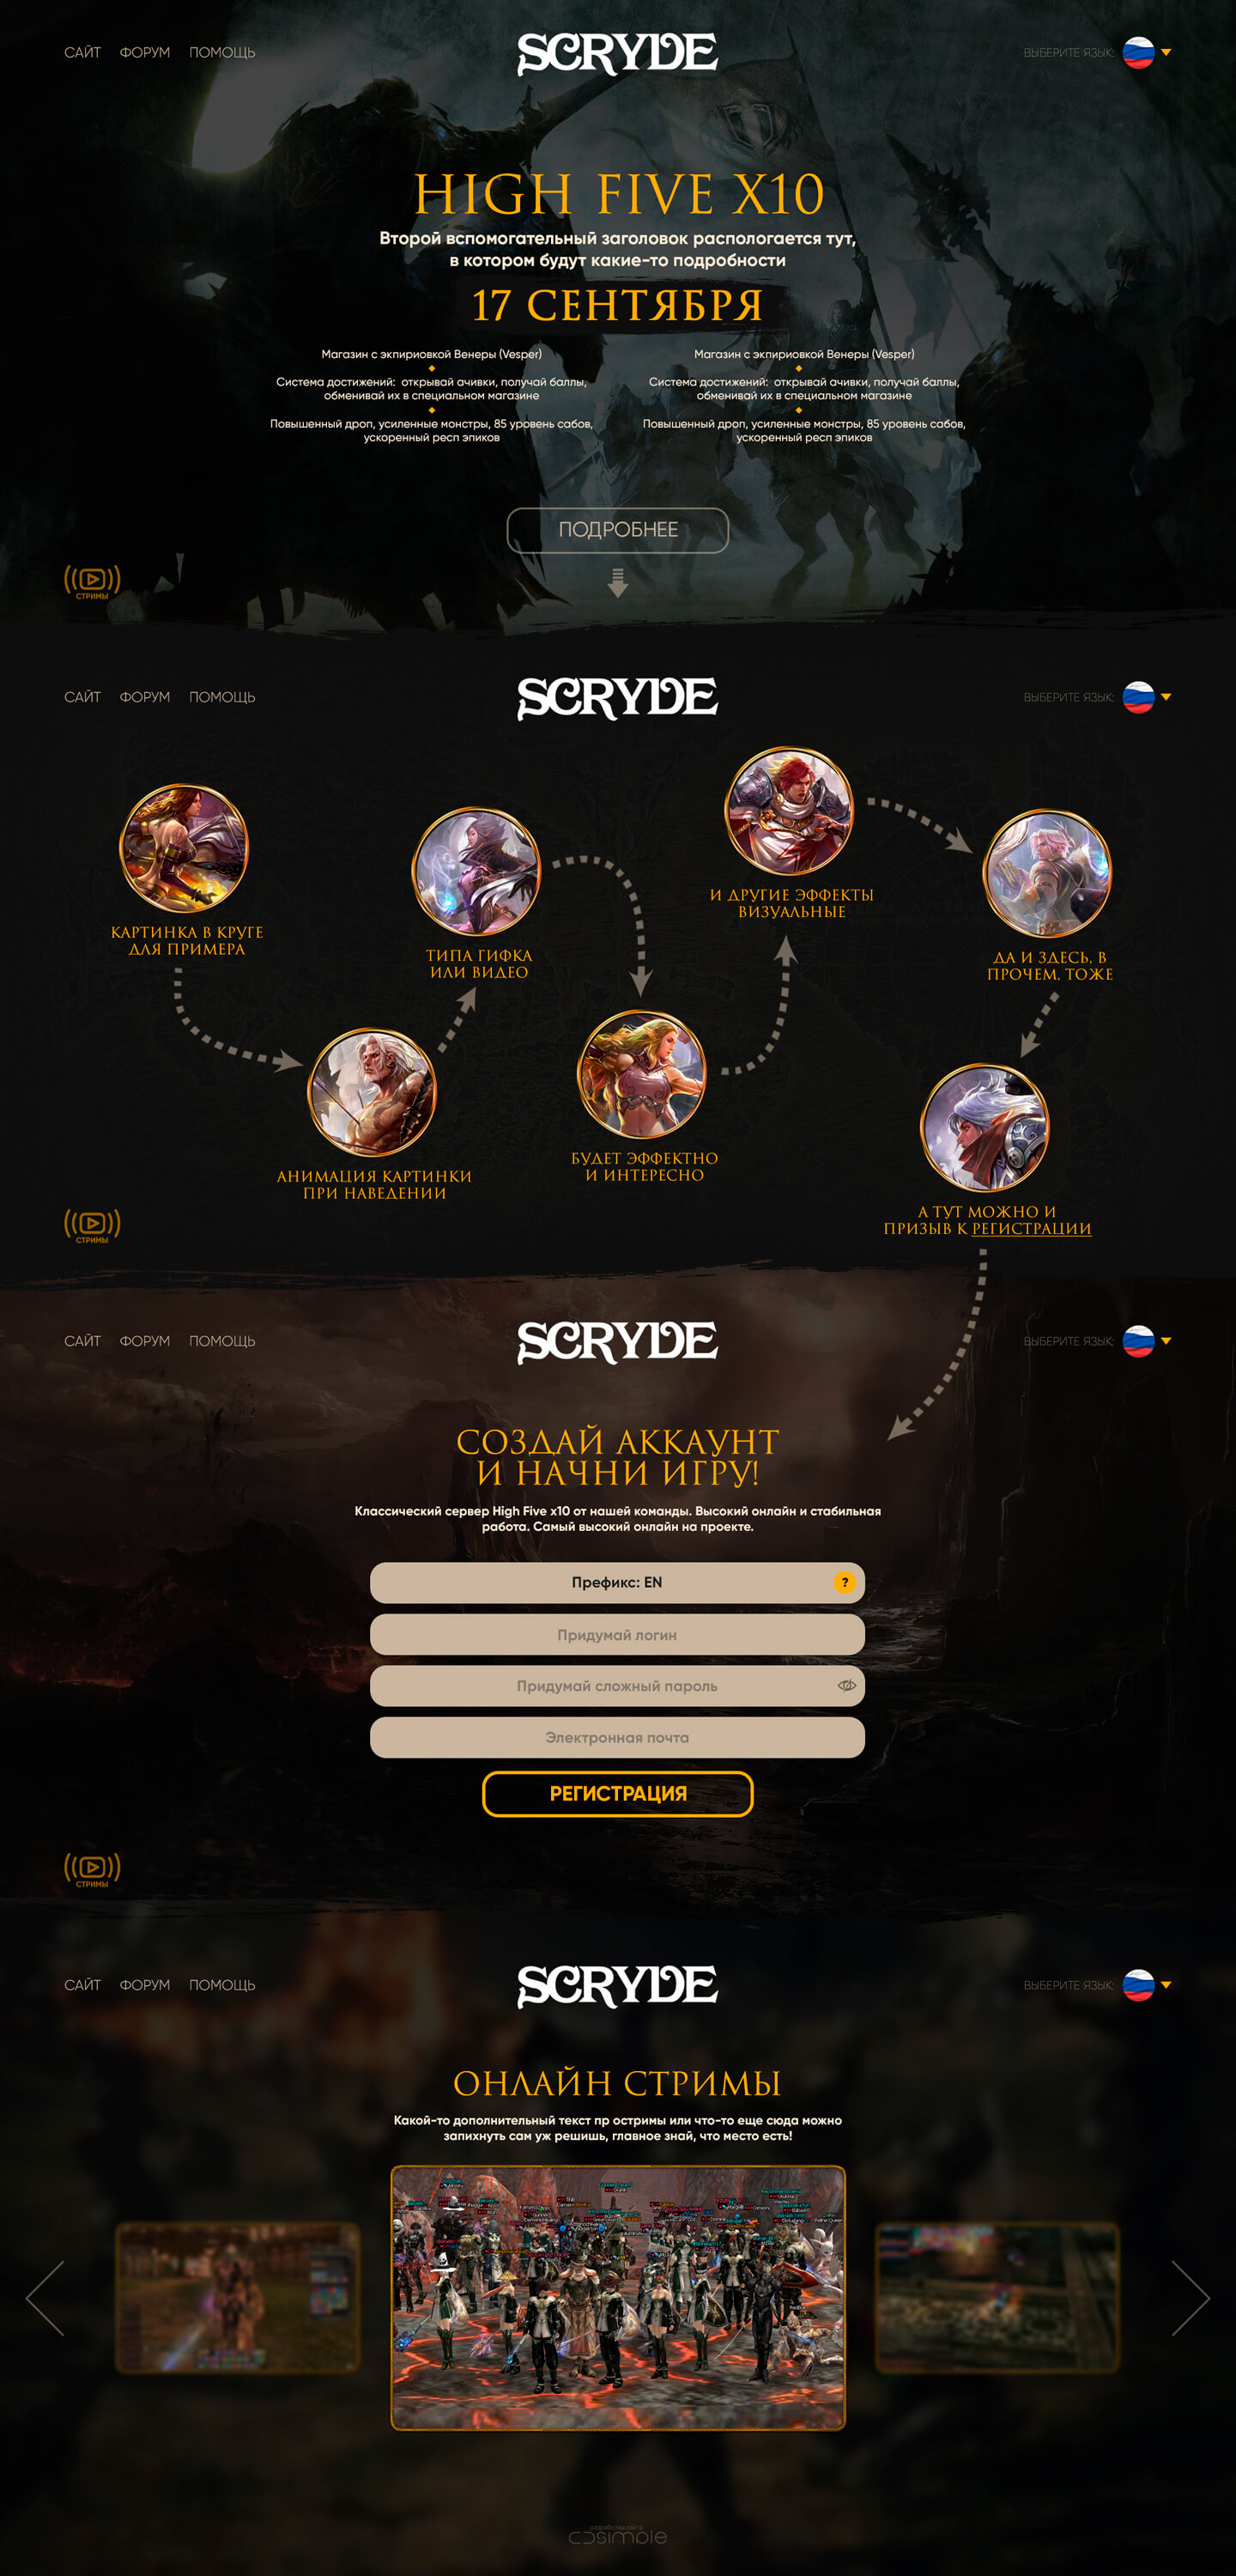 САЙТ ФОРУМ ПОМОЩЬ
SCRYDE
ВЫБЕРИТЕ ЯЗЫК:
HIGH FIVE X10
Второй вспомогательный заголовок распологается тут,
в котором будут какие-то подробности
17 СЕНТЯБРЯ
Магазин с экпириовкой Венеры (Vesper)
Система достижений: открывай ачивки, получай баллы,
обменивай их в специальном магазине
Повышенный дроп, усиленные монстры, 85 уровень сабов,
ускоренный респ эпиков
Магазин с экпириовкой Венеры (Vesper)
Система достижений: открывай ачивки, получай баллы,
обменивай их в специальном магазине
Повышенный дроп, усиленные монстры, 85 уровень сабов,
ускоренный респ эпиков
ПОДРОБНЕЕ
СТРИМЫ
САЙТ ФОРУМ ПОМОЩЬ
SCRYDE
ВЫБЕРИТЕ ЯЗЫК:
КАРТИНКА В КРУГЕ
ДЛЯ ПРИМЕРА
АНИМАЦИЯ КАРТИНКИ
ПРИ НАВЕДЕНИИ
ТИПА ГИФКА
ИЛИ ВИДЕО
БУДЕТ ЭФФЕКТНО
И ИНТЕРЕСНО
И ДРУГИЕ ЭФФЕКТЫ
ВИЗУАЛЬНЫЕ
ДА И ЗДЕСЬ, В
ПРОЧЕМ, ТОЖЕ
А ТУТ МОЖНО И
ПРИЗЫВ К РЕГИСТРАЦИИ
СТРИМЫ
САЙТ ФОРУМ ПОМОЩЬ
SCRYDE
ВЫБЕРИТЕ ЯЗЫК:
СОЗДАЙ АККАУНТ
И НАЧНИ ИГРУ!
Классический сервер High Five x10 от нашей команды. Высокий онлайн и стабильная
работа. Самый высокий онлайн на проекте.
Префикс: EN
?
Придумай логин
Придумай сложный пароль
Электронная почта
РЕГИСТРАЦИЯ
СТРИМЫ
САЙТ ФОРУМ ПОМОЩЬ
SCRYDE
ВЫБЕРИТЕ ЯЗЫК:
ОНЛАЙН СТРИМЫ
Какой-то дополнительный текст пр остримы или что-то еще сюда можно
запихнуть сам уж решишь, главное знай, что место есть!
разработка сайта
simple